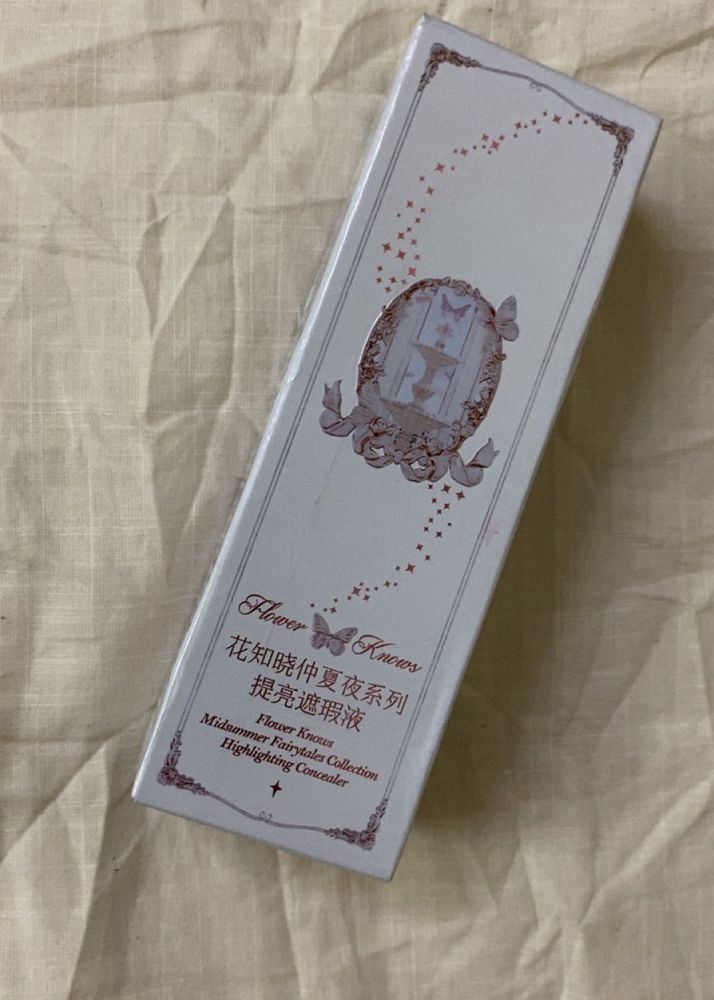 Flower Knows
花知晓仲夏夜系列
提亮遮瑕液
Flower Knows
Midsummer Fairytales Collection
Highlighting Concealer